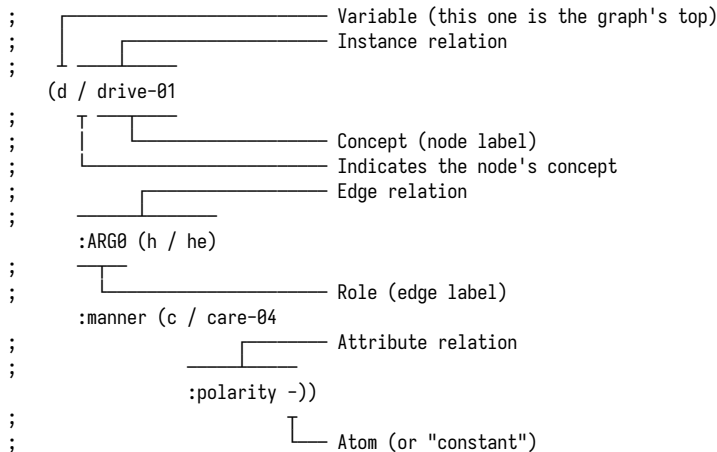 ; Variable (this one is the graph's top)
; Instance relation
;
(d / drive-01
;
; Concept (node label)
; Indicates the node's concept
; Edge relation
;
:ARG0 (h / he)
;
; Role (edge label)
:manner (c / care-04
; Attribute relation
;
:polarity -))
;
; Atom (or "constant")